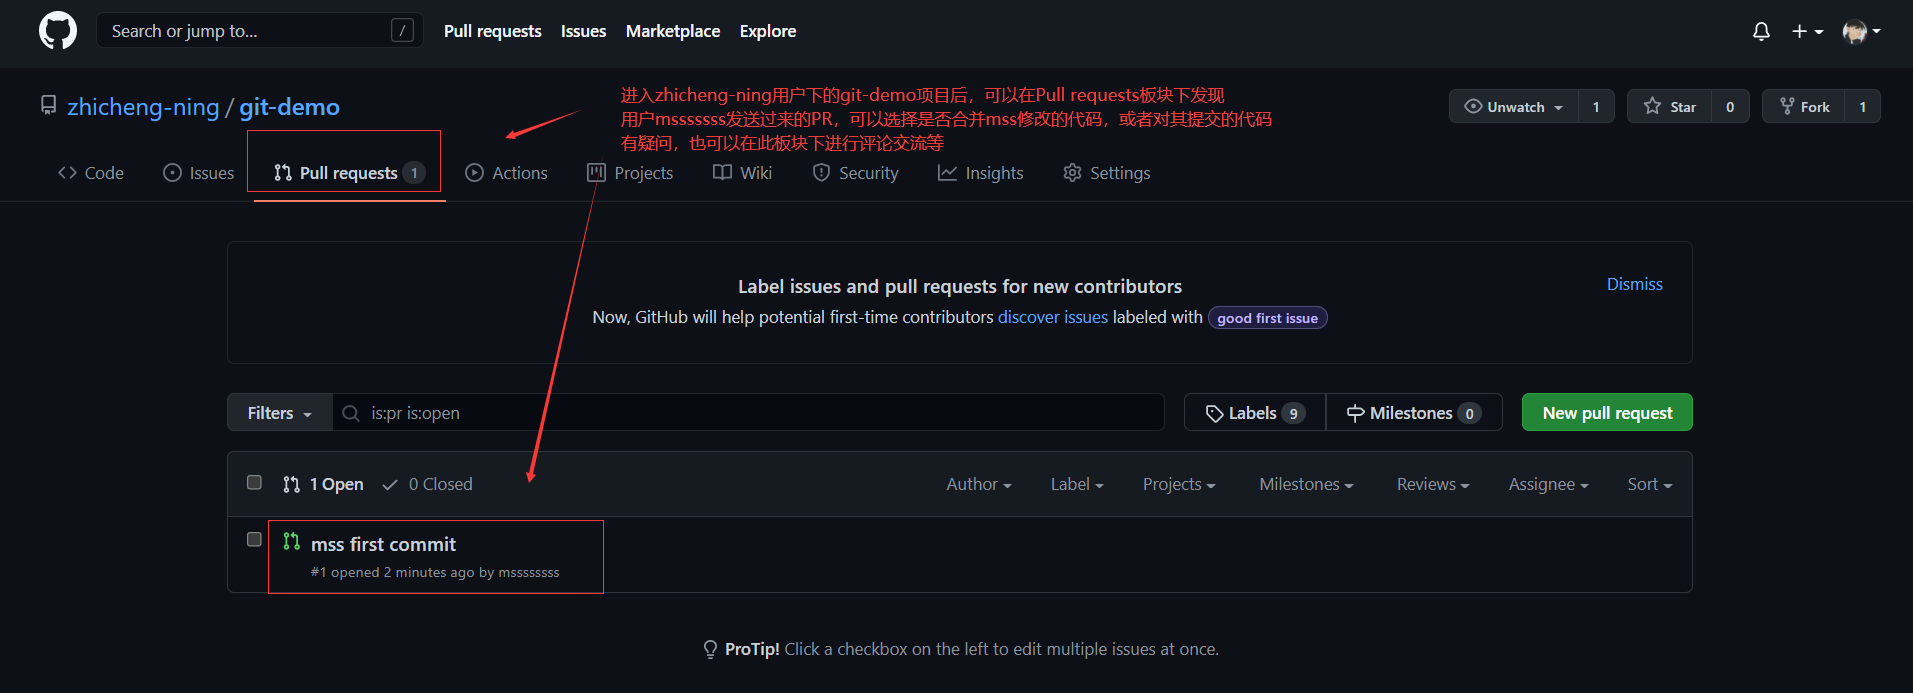 Search or jump to... /
Pull requests Issues Marketplace Explore
zhicheng-ning / git-demo
进入zhicheng-ning用户下的git-demo项目后，可以在Pull requests板块下发现
用户msssssss发送过来的PR，可以选择是否合并mss修改的代码，或者对其提交的代码
有疑问，也可以在此板块下进行评论交流等
Unwatch 1 Star 0 Fork 1
Code Issues Pull requests 1 Actions Projects Wiki Security Insights Settings
Label issues and pull requests for new contributors
Dismiss
Now, GitHub will help potential first-time contributors discover issues labeled with good first issue
Filters is:pr is:open Labels 9 Milestones 0 New pull request
1 Open 0 Closed Author Label Projects Milestones Reviews Assignee Sort
mss first commit
#1 opened 2 minutes ago by mssssssss
ProTip! Click a checkbox on the left to edit multiple issues at once.